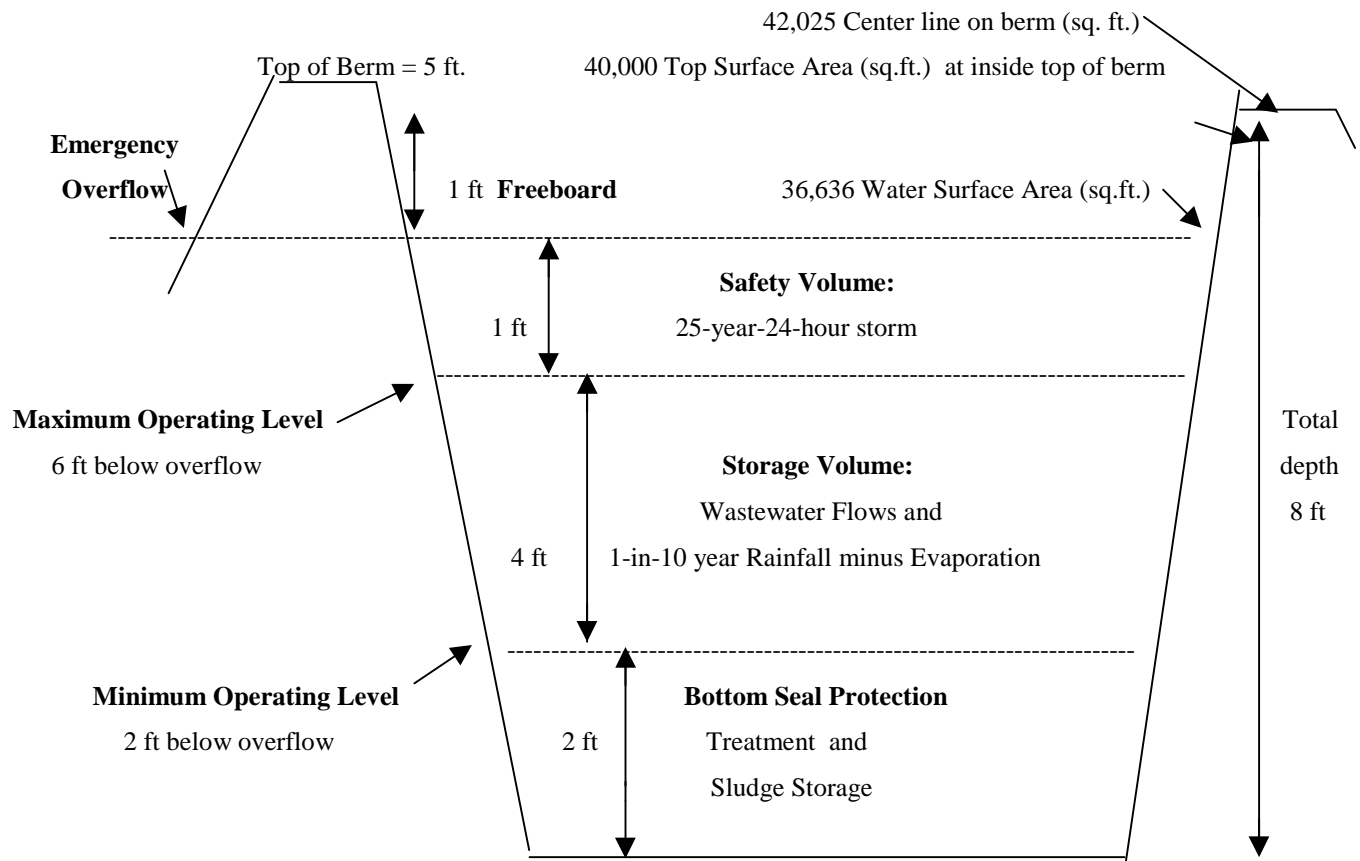 42,025 Center line on berm (sq. ft.)
Top of Berm = 5 ft.
40,000 Top Surface Area (sq.ft.) at inside top of berm
Emergency
Overflow
1 ft Freeboard
36,636 Water Surface Area (sq.ft.)
Safety Volume:
1 ft
25-year-24-hour storm
Maximum Operating Level
6 ft below overflow
Total
depth
8 ft
Storage Volume:
Wastewater Flows and
4 ft
1-in-10 year Rainfall minus Evaporation
Minimum Operating Level
2 ft below overflow
Bottom Seal Protection
2 ft
Treatment and
Sludge Storage